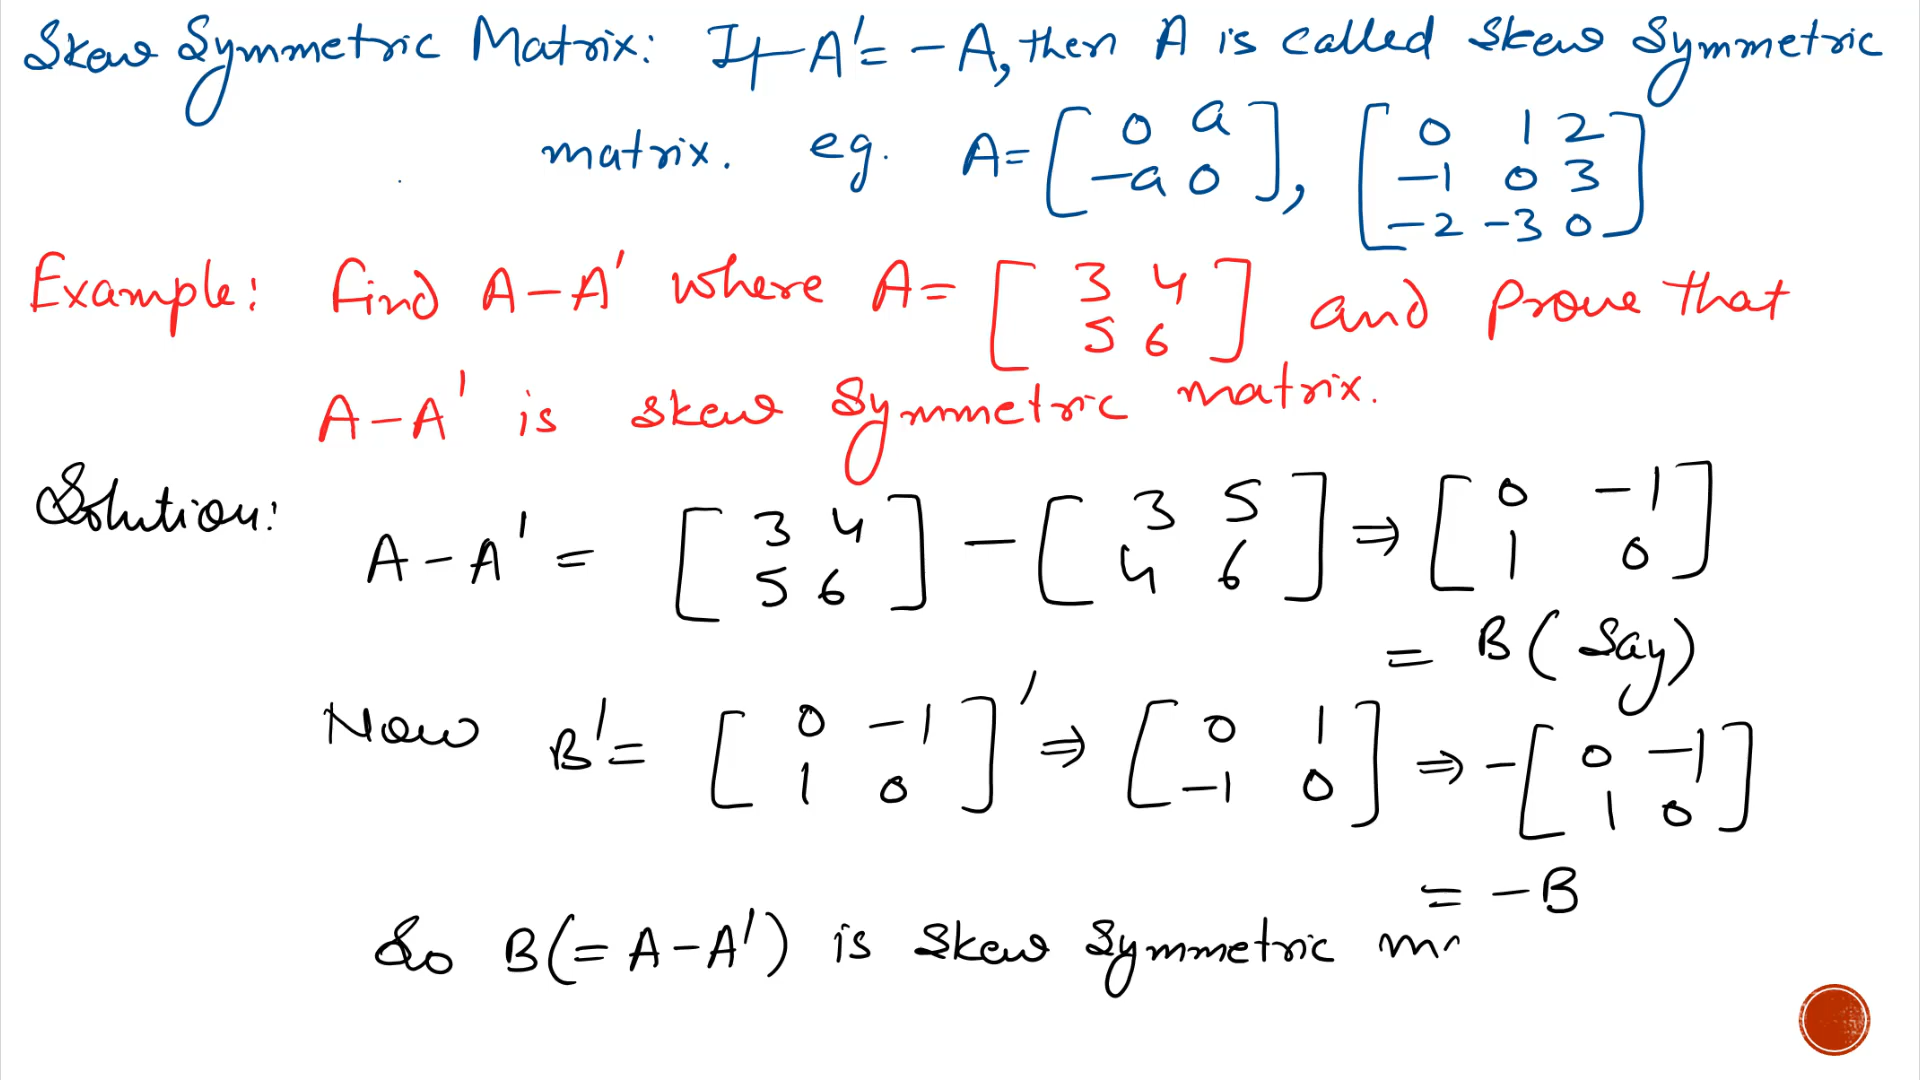 Skew Symmetric Matrix: If A' = -A, then A is called Skew Symmetric
matrix. eg. A = [ 0 a ; -a 0 ], [ 0 1 2 ; -1 0 3 ; -2 -3 0 ]
Example: find A - A' where A = [ 3 4 ; 5 6 ] and prove that
A - A' is skew symmetric matrix.
Solution:
A - A' = [ 3 4 ; 5 6 ] - [ 3 5 ; 4 6 ] ⇒ [ 0 -1 ; 1 0 ]
= B ( Say )
Now B' = [ 0 -1 ; 1 0 ]' ⇒ [ 0 1 ; -1 0 ] ⇒ - [ 0 -1 ; 1 0 ]
= -B
So B ( = A - A' ) is Skew Symmetric